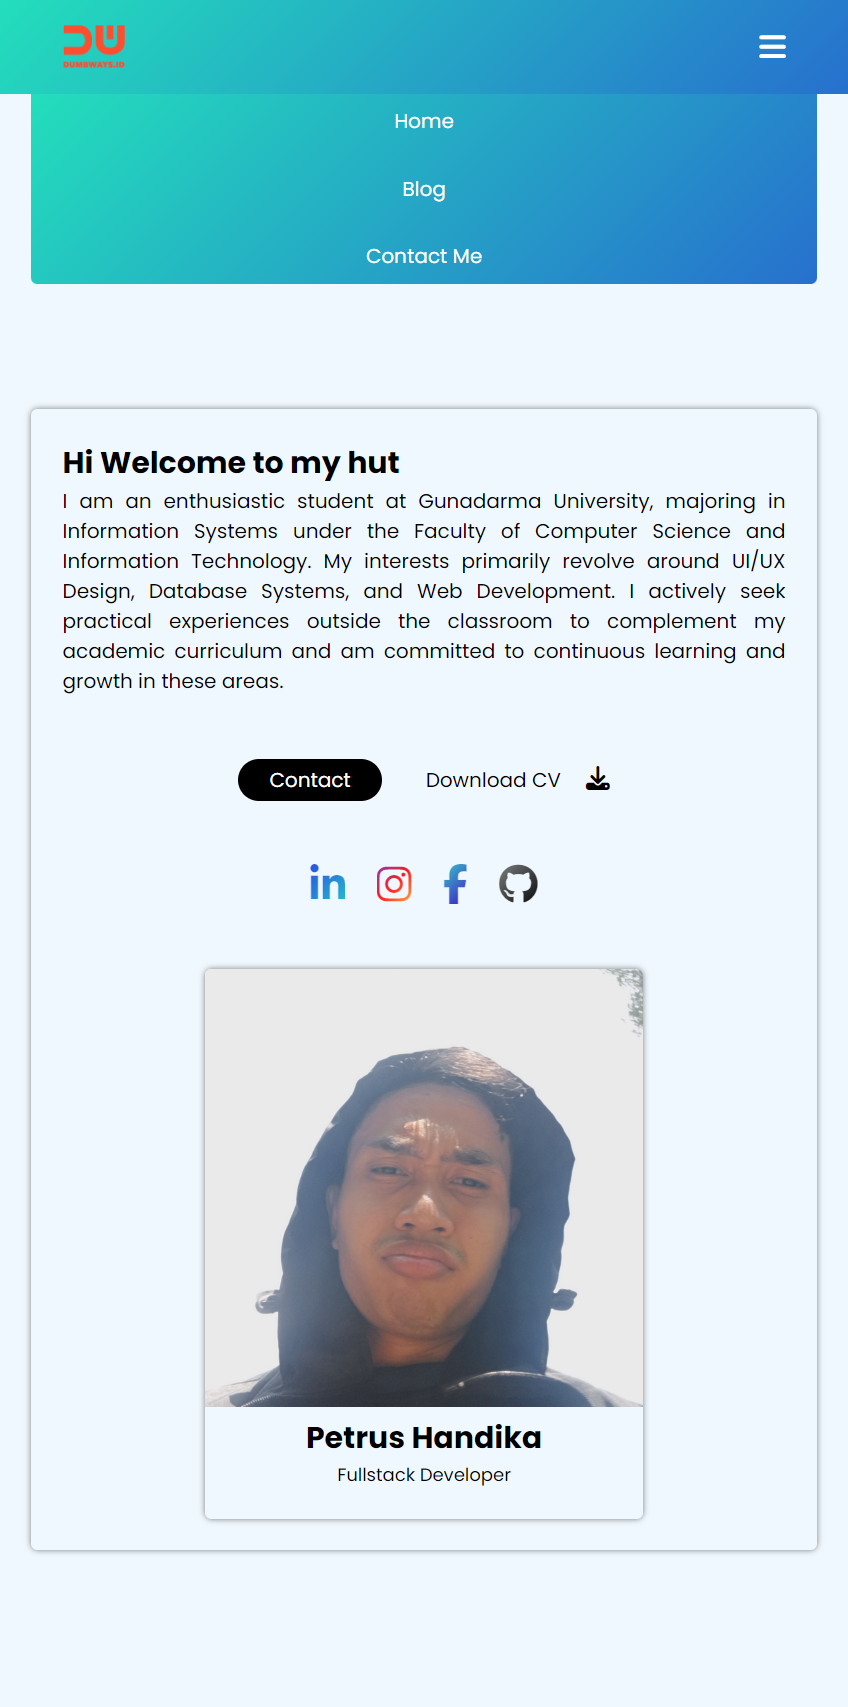 DUMBWAYS.ID
Home
Blog
Contact Me
Hi Welcome to my hut
I am an enthusiastic student at Gunadarma University, majoring in
Information Systems under the Faculty of Computer Science and
Information Technology. My interests primarily revolve around UI/UX
Design, Database Systems, and Web Development. I actively seek
practical experiences outside the classroom to complement my
academic curriculum and am committed to continuous learning and
growth in these areas.
Contact Download CV
in
Petrus Handika
Fullstack Developer